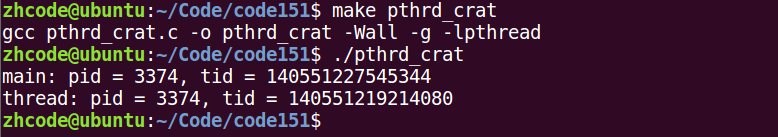 zhcode@ubuntu:~/Code/code151$ make pthrd_crat
gcc pthrd_crat.c -o pthrd_crat -Wall -g -lpthread
zhcode@ubuntu:~/Code/code151$ ./pthrd_crat
main: pid = 3374, tid = 140551227545344
thread: pid = 3374, tid = 140551219214080
zhcode@ubuntu:~/Code/code151$